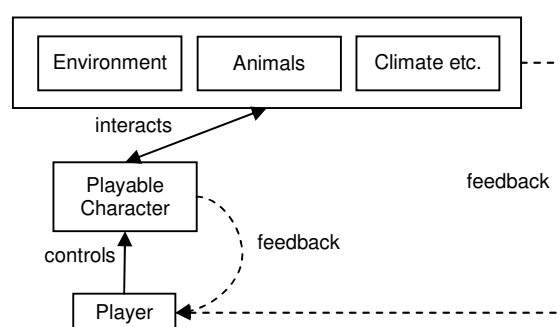 Environment
Animals
Climate etc.
interacts
Playable
Character
feedback
feedback
controls
Player